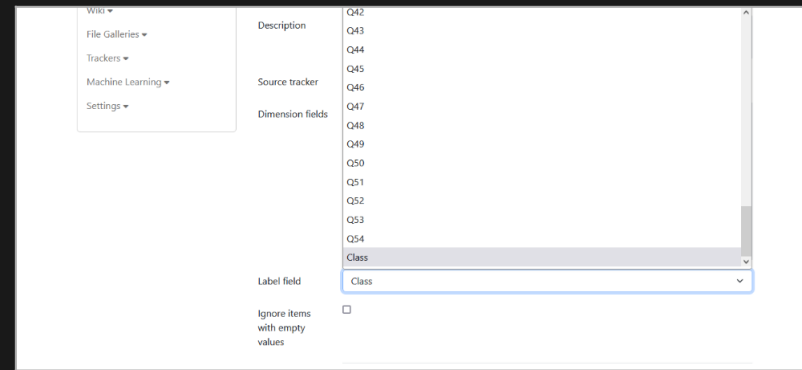 Wiki
File Galleries
Trackers
Machine Learning
Settings
Description
Source tracker
Dimension fields
Q42
Q43
Q44
Q45
Q46
Q47
Q48
Q49
Q50
Q51
Q52
Q53
Q54
Class
Label field
Class
Ignore items
with empty
values